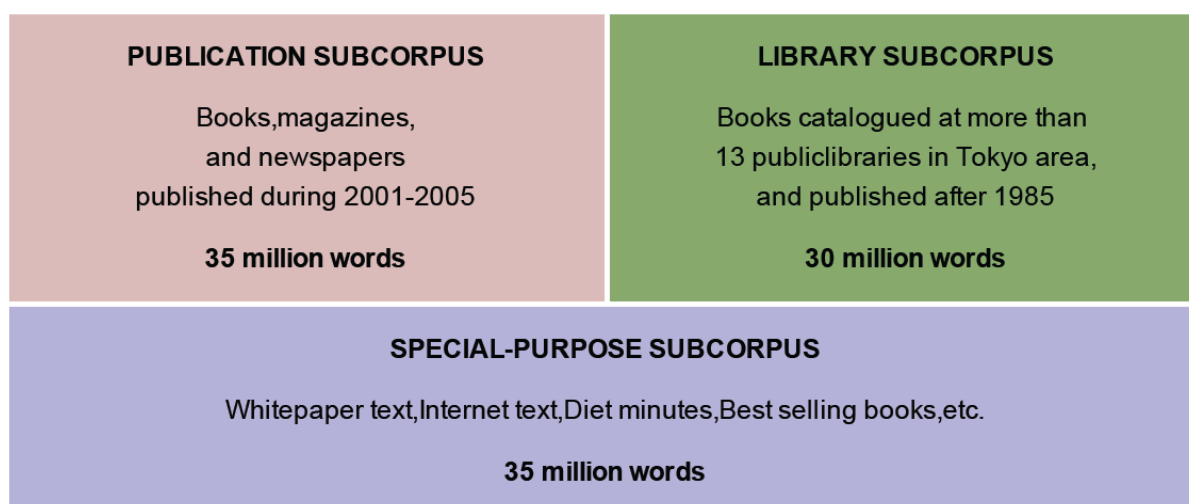 PUBLICATION SUBCORPUS
Books,magazines,
and newspapers
published during 2001-2005
35 million words
LIBRARY SUBCORPUS
Books catalogued at more than
13 publiclibraries in Tokyo area,
and published after 1985
30 million words
SPECIAL-PURPOSE SUBCORPUS
Whitepaper text,Internet text,Diet minutes,Best selling books,etc.
35 million words